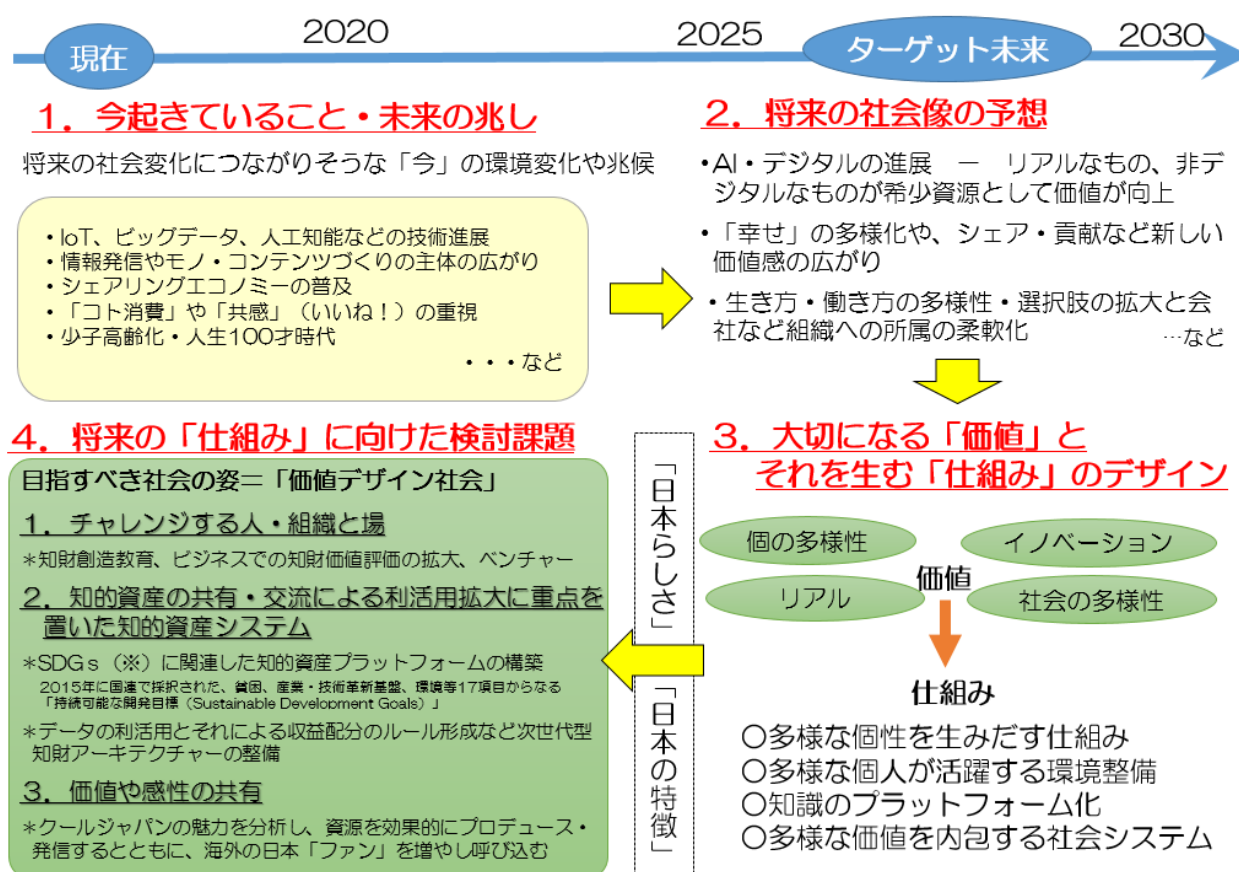 現在
2020
2025
ターゲット未来
2030
1．今起きていること・未来の兆し
将来の社会変化につながりそうな「今」の環境変化や兆候
・IoT、ビッグデータ、人工知能などの技術進展
・情報発信やモノ・コンテンツづくりの主体の広がり
・シェアリングエコノミーの普及
・「コト消費」や「共感」（いいね！）の重視
・少子高齢化・人生100才時代
・・・など
2．将来の社会像の予想
・AI・デジタルの進展　―　リアルなもの、非デ
ジタルなものが希少資源として価値が向上
・「幸せ」の多様化や、シェア・貢献など新しい
価値感の広がり
・生き方・働き方の多様性・選択肢の拡大と会
社など組織への所属の柔軟化
…など
3．大切になる「価値」と
それを生む「仕組み」のデザイン
個の多様性
イノベーション
価値
リアル
社会の多様性
仕組み
〇多様な個性を生みだす仕組み
〇多様な個人が活躍する環境整備
〇知識のプラットフォーム化
〇多様な価値を内包する社会システム
「日本らしさ」
「日本の特徴」
4．将来の「仕組み」に向けた検討課題
目指すべき社会の姿＝「価値デザイン社会」
1．チャレンジする人・組織と場
＊知財創造教育、ビジネスでの知財価値評価の拡大、ベンチャー
2．知的資産の共有・交流による利活用拡大に重点を
置いた知的資産システム
＊SDGｓ（※）に関連した知的資産プラットフォームの構築
2015年に国連で採択された、貧困、産業・技術革新基盤、環境等17項目からなる
「持続可能な開発目標（Sustainable Development Goals）」
＊データの利活用とそれによる収益配分のルール形成など次世代型
知財アーキテクチャーの整備
3．価値や感性の共有
＊クールジャパンの魅力を分析し、資源を効果的にプロデュース・
発信するとともに、海外の日本「ファン」を増やし呼び込む